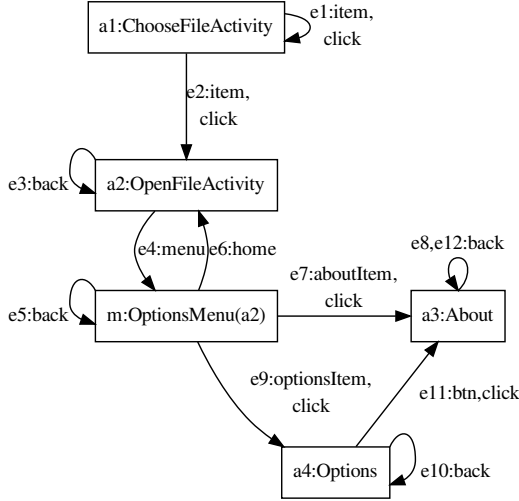 a1:ChooseFileActivity
e1:item,
click
e2:item,
click
e3:back
a2:OpenFileActivity
e4:menu
e6:home
e8,e12:back
e7:aboutItem,
click
e5:back
m:OptionsMenu(a2)
a3:About
e9:optionsItem,
click
e11:btn,click
a4:Options
e10:back